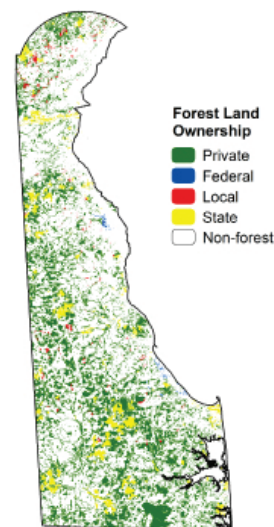 Forest Land
Ownership
Private
Federal
Local
State
Non-forest